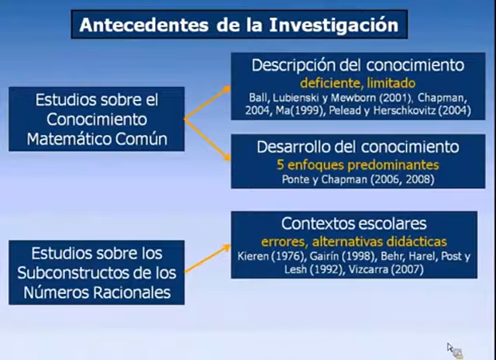 Antecedentes de la Investigación
Estudios sobre el
Conocimiento
Matemático Común
Descripción del conocimiento
deficiente, limitado
Ball, Lubienski y Mewborn (2001), Chapman,
2004, Ma(1999), Pelead y Herschkovitz (2004)
Desarrollo del conocimiento
5 enfoques predominantes
Ponte y Chapman (2006, 2008)
Estudios sobre los
Subconstructos de los
Números Racionales
Contextos escolares
errores, alternativas didácticas
Kieren (1976), Gairín (1998), Behr, Harel, Post y
Lesh (1992), Vizcarra (2007)